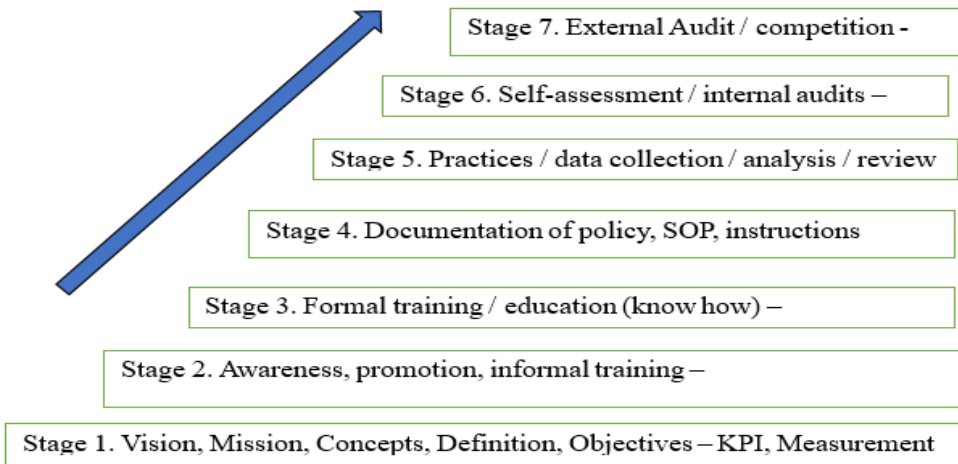 Stage 7. External Audit / competition -
Stage 6. Self-assessment / internal audits –
Stage 5. Practices / data collection / analysis / review
Stage 4. Documentation of policy, SOP, instructions
Stage 3. Formal training / education (know how) –
Stage 2. Awareness, promotion, informal training –
Stage 1. Vision, Mission, Concepts, Definition, Objectives – KPI, Measurement